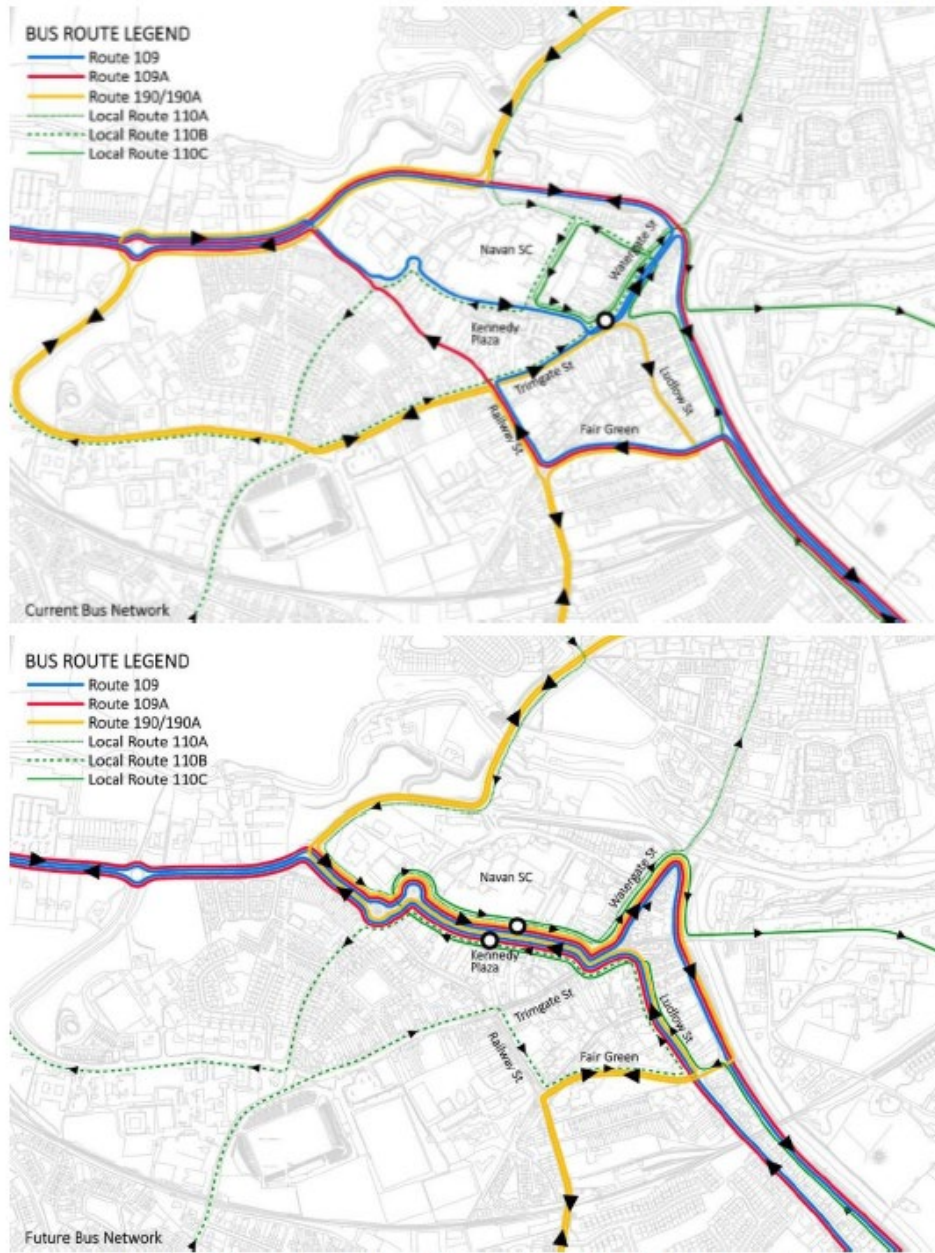 BUS ROUTE LEGEND
Route 109
Route 109A
Route 190/190A
Local Route 110A
Local Route 110B
Local Route 110C
Navan SC
Watergate St
Kennedy
Plaza
Trimgate St
Ludlow St
Railway St
Fair Green
Current Bus Network
BUS ROUTE LEGEND
Route 109
Route 109A
Route 190/190A
Local Route 110A
Local Route 110B
Local Route 110C
Navan SC
Watergate St
Kennedy
Plaza
Trimgate St
Ludlow St
Railway St
Fair Green
Future Bus Network